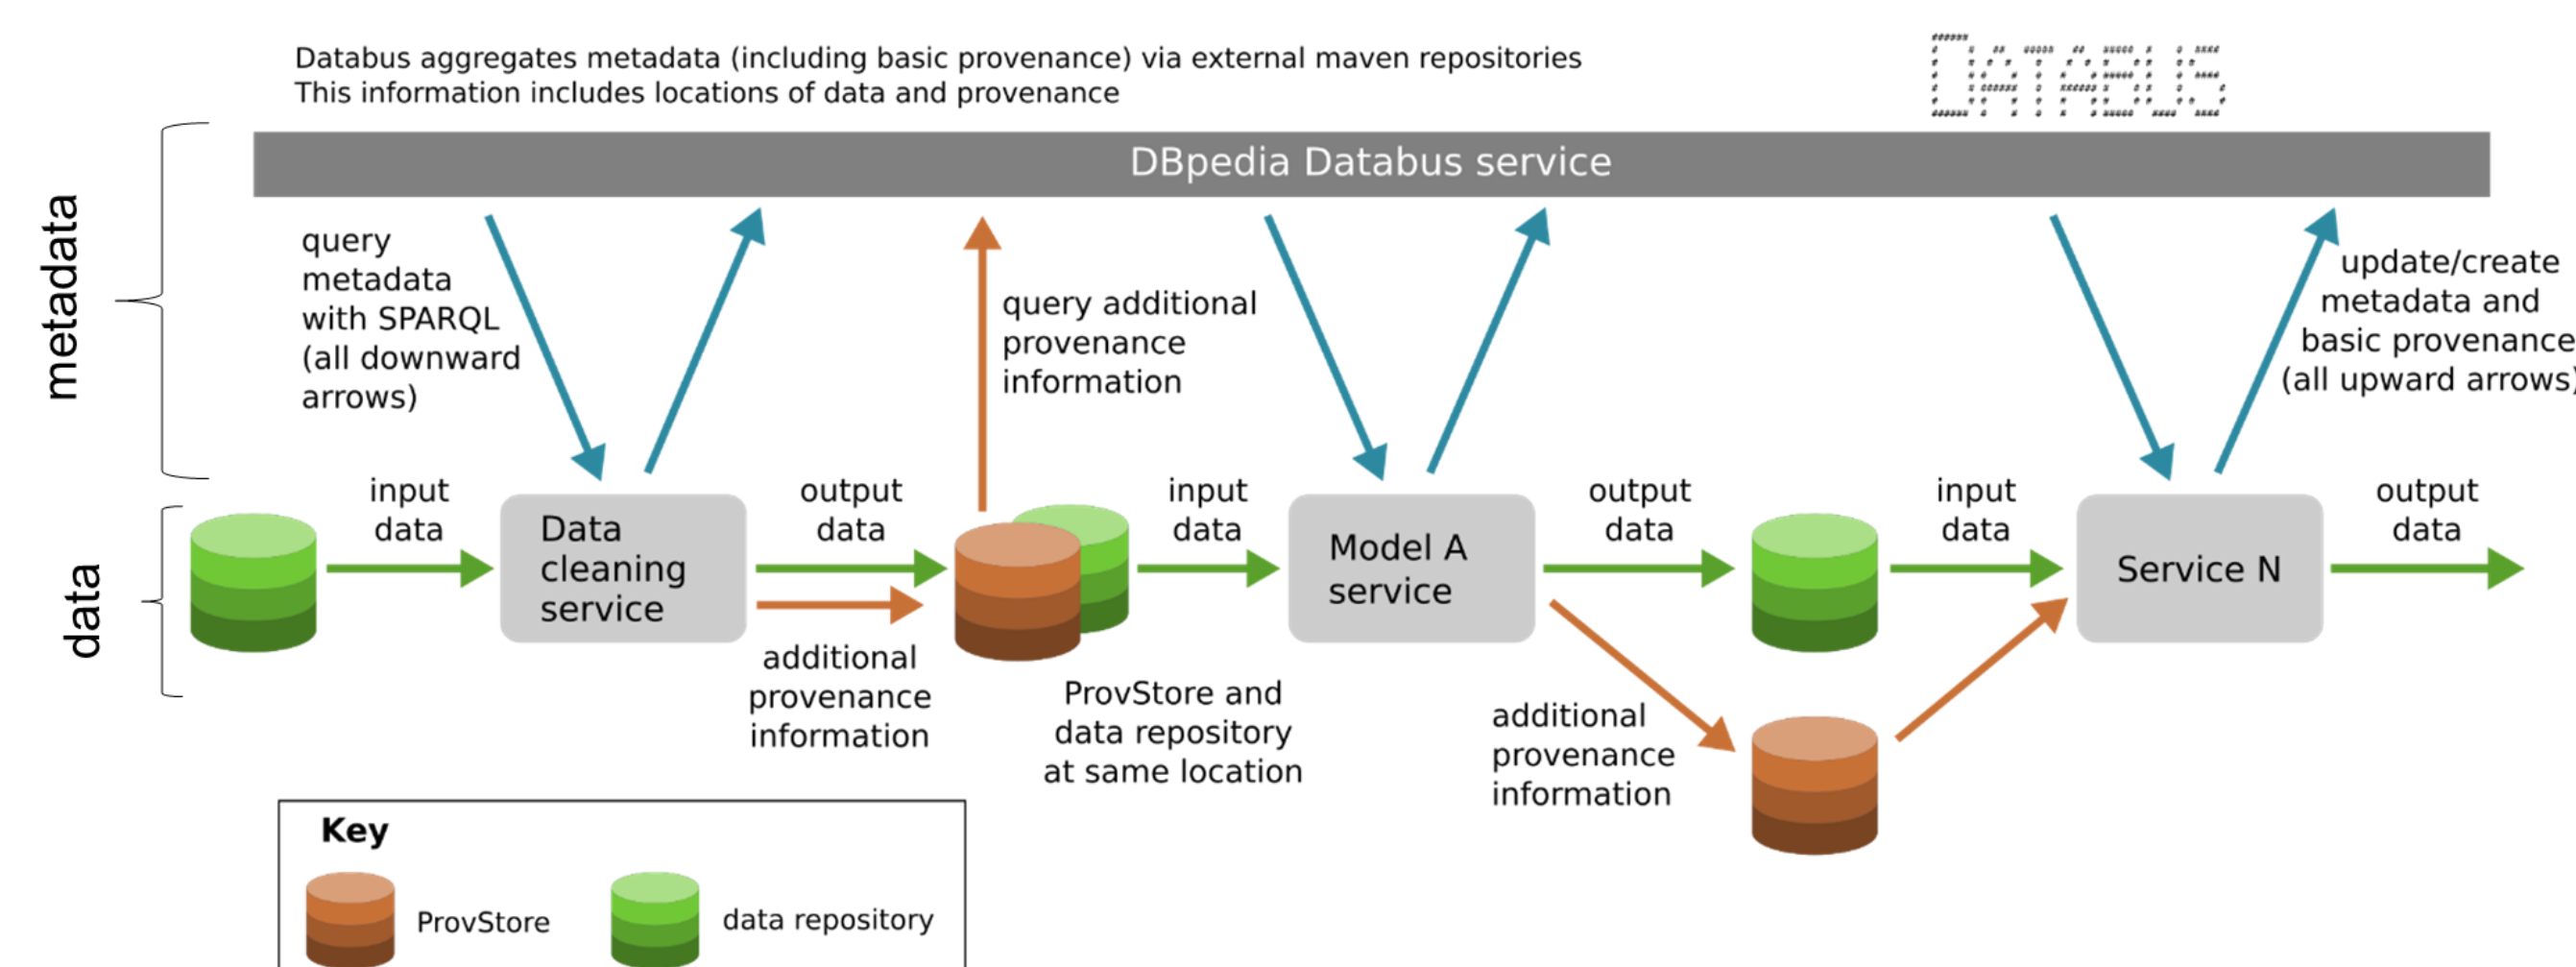 Databus aggregates metadata (including basic provenance) via external maven repositories
This information includes locations of data and provenance
DATABUS
DBpedia Databus service
metadata
query
metadata
with SPARQL
(all downward
arrows)
query additional
provenance
information
update/create
metadata and
basic provenance
(all upward arrows)
data
input
data
Data
cleaning
service
output
data
additional
provenance
information
ProvStore and
data repository
at same location
input
data
Model A
service
output
data
additional
provenance
information
input
data
Service N
output
data
Key
ProvStore
data repository